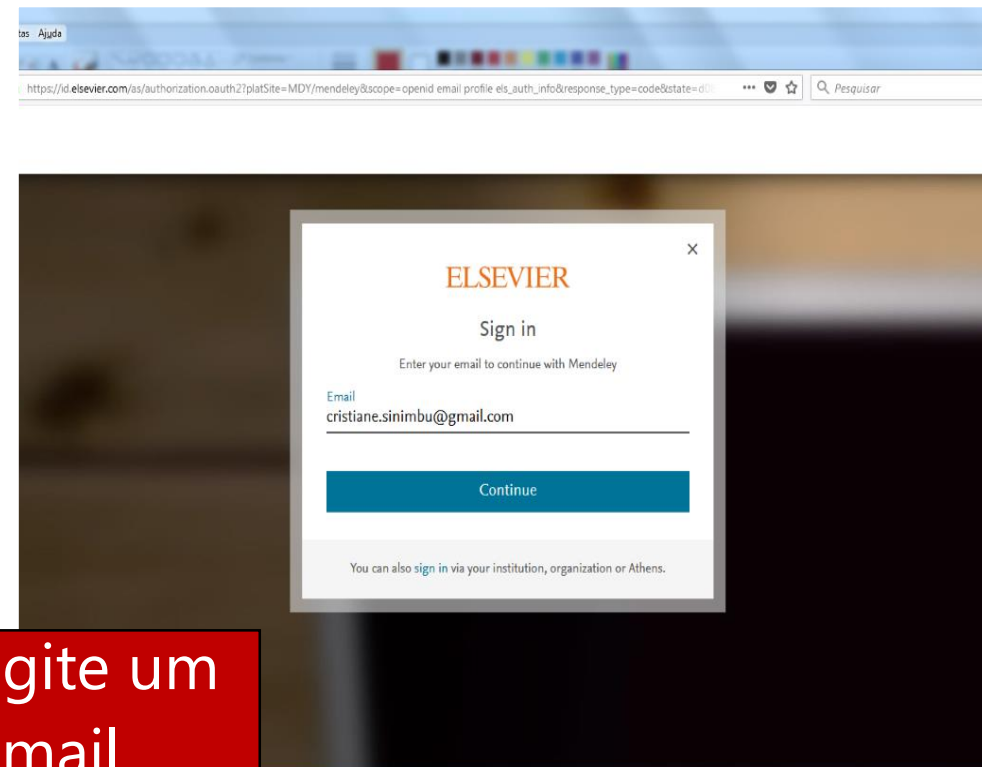 Ajuda
https://id.elsevier.com/as/authorization.oauth2?platSite=MDY/mendeley&scope=openid email profile els_auth_info&response_type=code&state=d0
Pesquisar
×
ELSEVIER
Sign in
Enter your email to continue with Mendeley
Email
cristiane.sinimbu@gmail.com
Continue
You can also sign in via your institution, organization or Athens.
gite um
mail